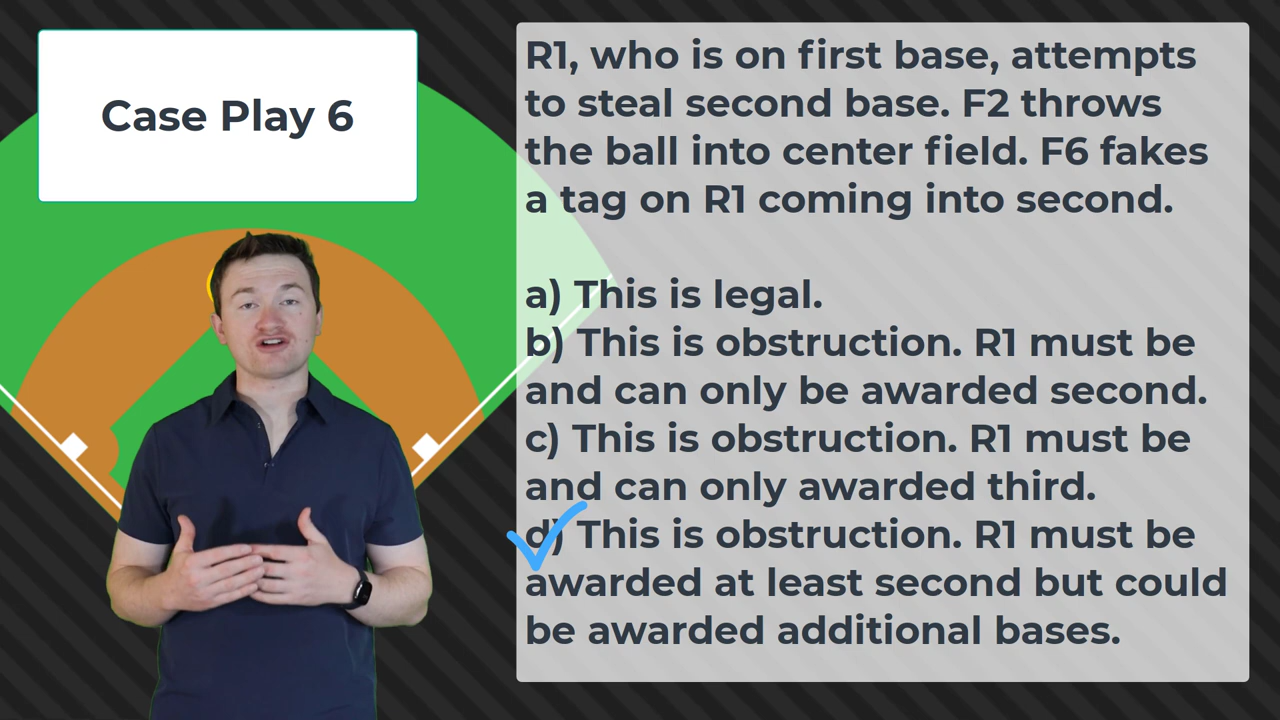 Case Play 6
R1, who is on first base, attempts
to steal second base. F2 throws
the ball into center field. F6 fakes
a tag on R1 coming into second.
a) This is legal.
b) This is obstruction. R1 must be
and can only be awarded second.
c) This is obstruction. R1 must be
and can only awarded third.
d) This is obstruction. R1 must be
awarded at least second but could
be awarded additional bases.